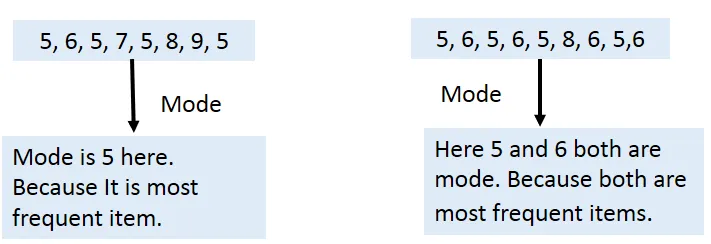 5, 6, 5, 7, 5, 8, 9, 5
Mode
Mode is 5 here.
Because It is most
frequent item.
5, 6, 5, 6, 5, 8, 6, 5,6
Mode
Here 5 and 6 both are
mode. Because both are
most frequent items.